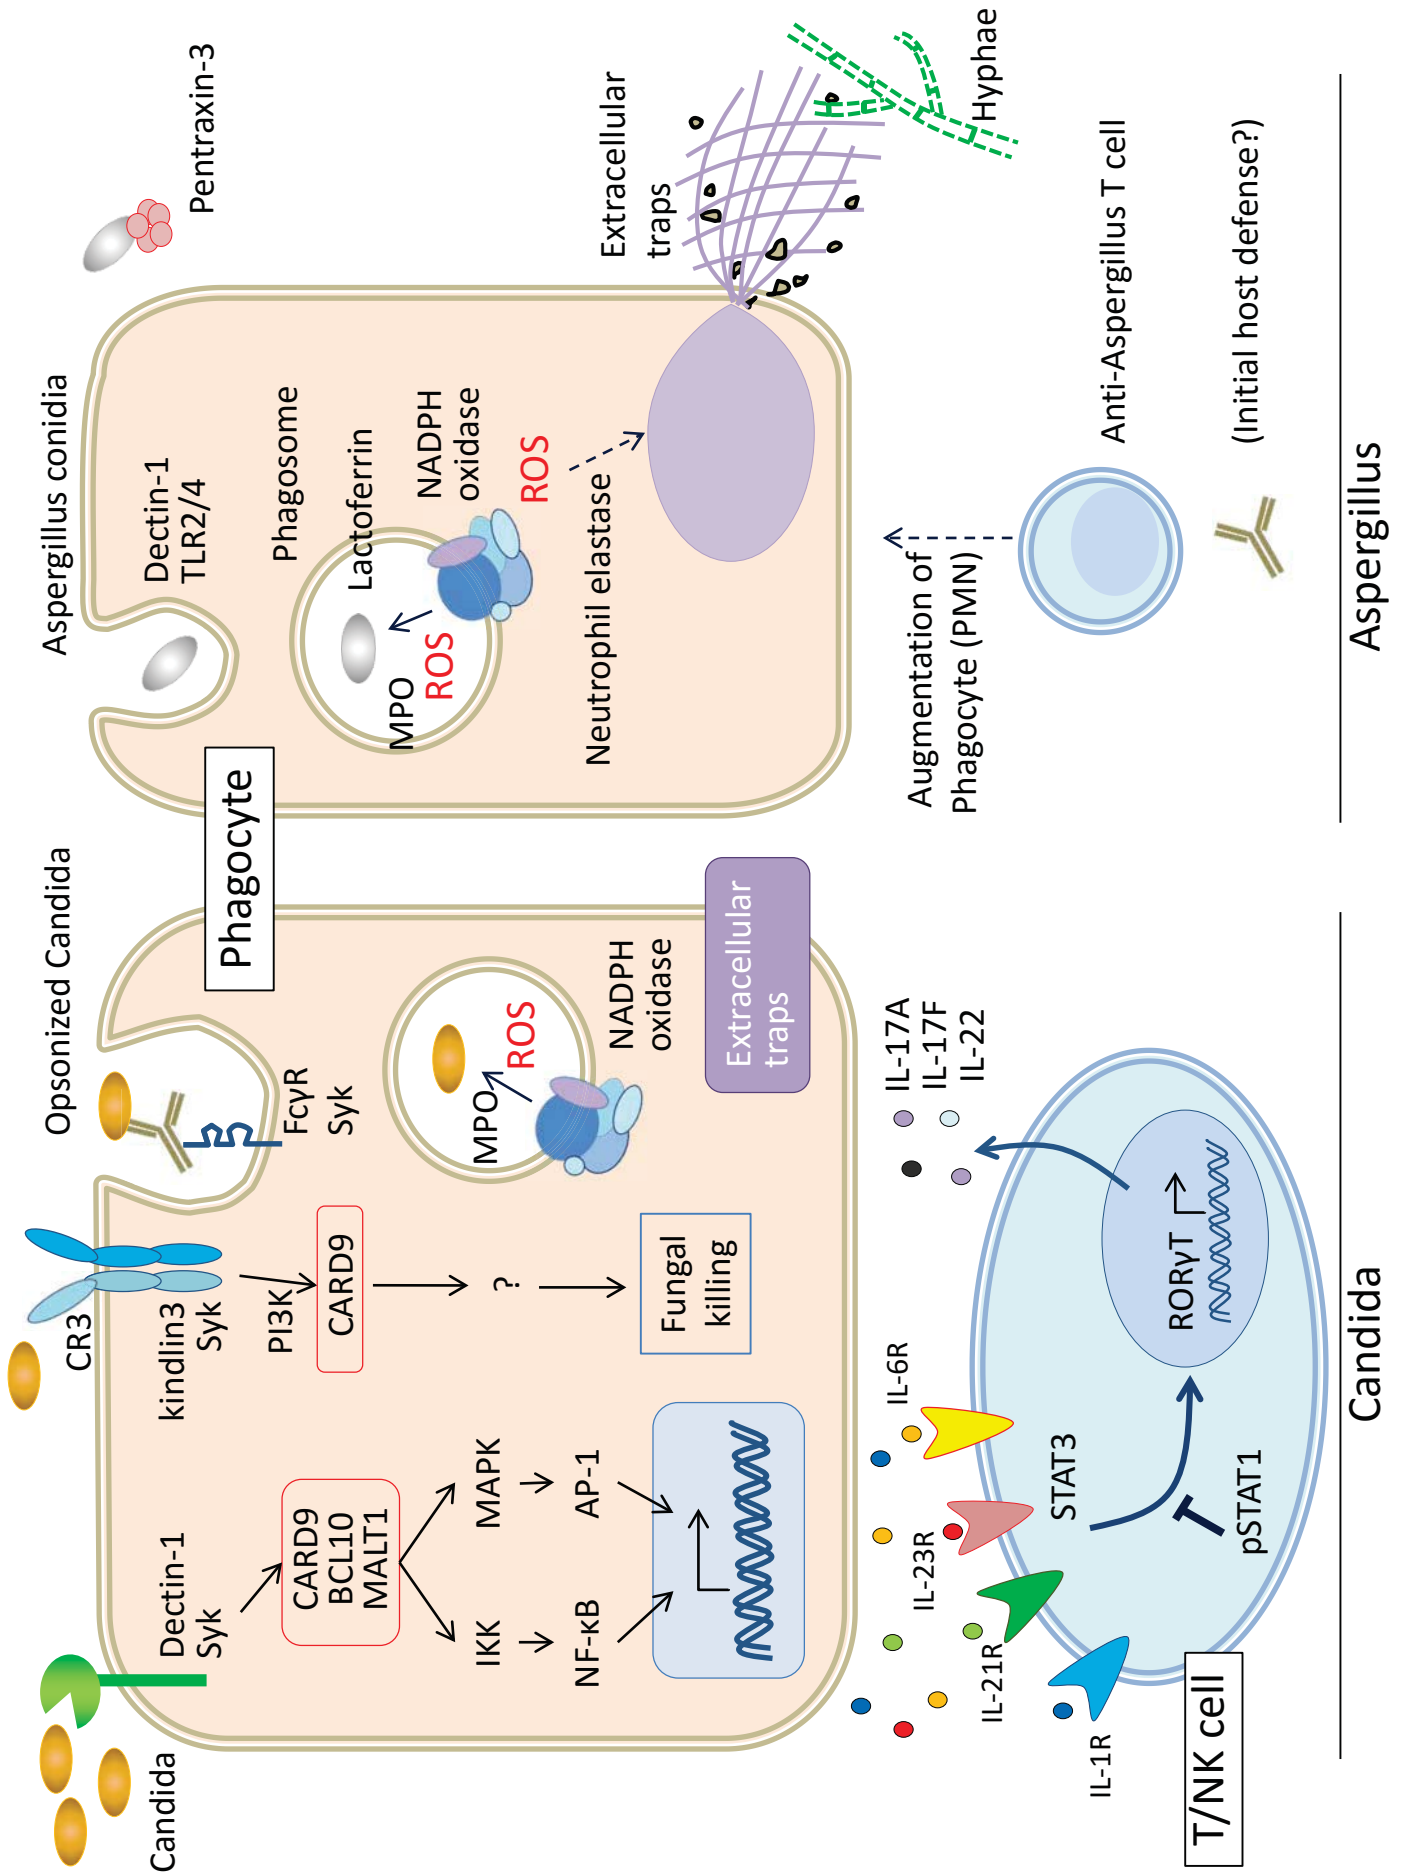 Candida
Dectin-1
Syk
CARD9
BCL10
MALT1
IKK
MAPK
NF-κB
AP-1
CR3
kindlin3
Syk
PI3K
CARD9
?
Fungal
killing
Opsonized Candida
FcγR
Syk
MPO
ROS
NADPH
oxidase
Extracellular
traps
Phagocyte
Aspergillus conidia
Dectin-1
TLR2/4
Phagosome
Lactoferrin
MPO
ROS
NADPH
oxidase
ROS
Neutrophil elastase
Pentraxin-3
Extracellular
traps
Hyphae
T/NK cell
IL-1R
IL-21R
IL-23R
IL-6R
STAT3
pSTAT1
RORγT
IL-17A
IL-17F
IL-22
Augmentation of
Phagocyte (PMN)
Anti-Aspergillus T cell
(Initial host defense?)
Candida
Aspergillus